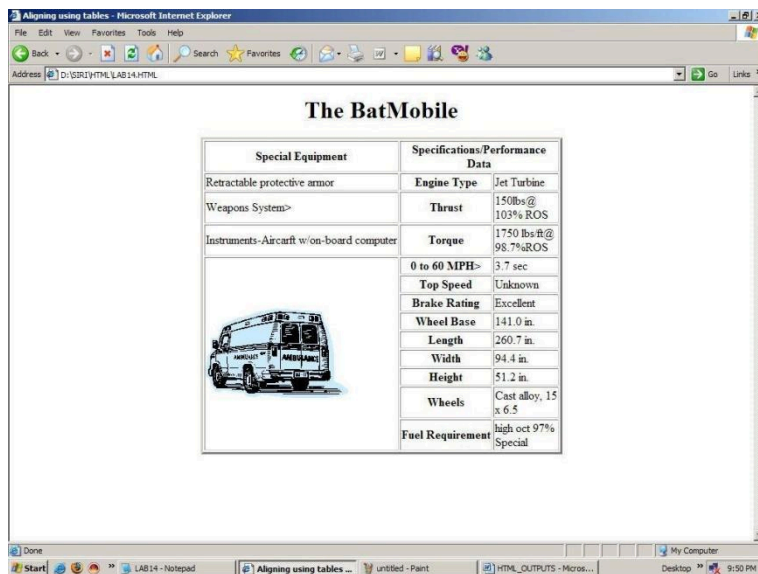 Aligning using tables - Microsoft Internet Explorer
File Edit View Favorites Tools Help
Back Search Favorites
Address D:\SIRI\HTML\LAB14.HTML Go Links
The BatMobile
Special Equipment
Specifications/Performance
Data
Retractable protective armor
Engine Type
Jet Turbine
Weapons System>
Thrust
150lbs@
103% ROS
Instruments-Aircarft w/on-board computer
Torque
1750 lbs/ft@
98.7%ROS
AMBULANCE
AMBULANCE
0 to 60 MPH>
3.7 sec
Top Speed
Unknown
Brake Rating
Excellent
Wheel Base
141.0 in.
Length
260.7 in.
Width
94.4 in.
Height
51.2 in.
Wheels
Cast alloy, 15
x 6.5
Fuel Requirement
high oct 97%
Special
Done My Computer
Start LAB14 - Notepad Aligning using tables ... untitled - Paint HTML_OUTPUTS - Micros... Desktop 9:50 PM